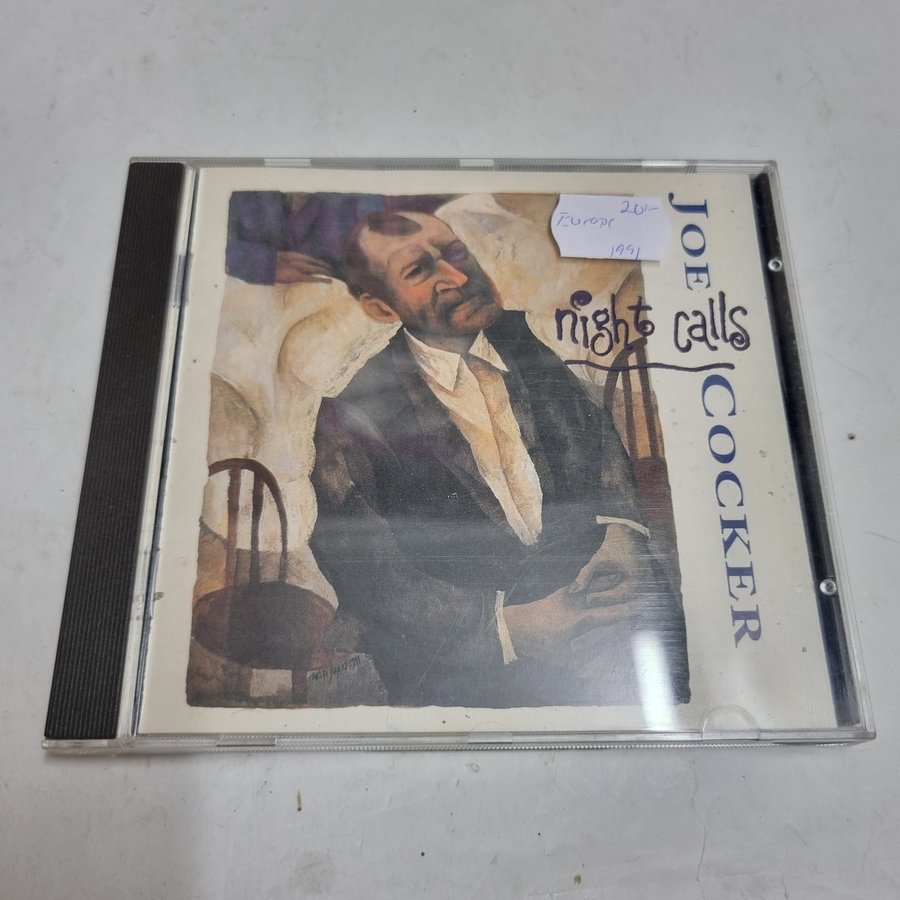 20,-
Europe
1991
JOE COCKER
night calls